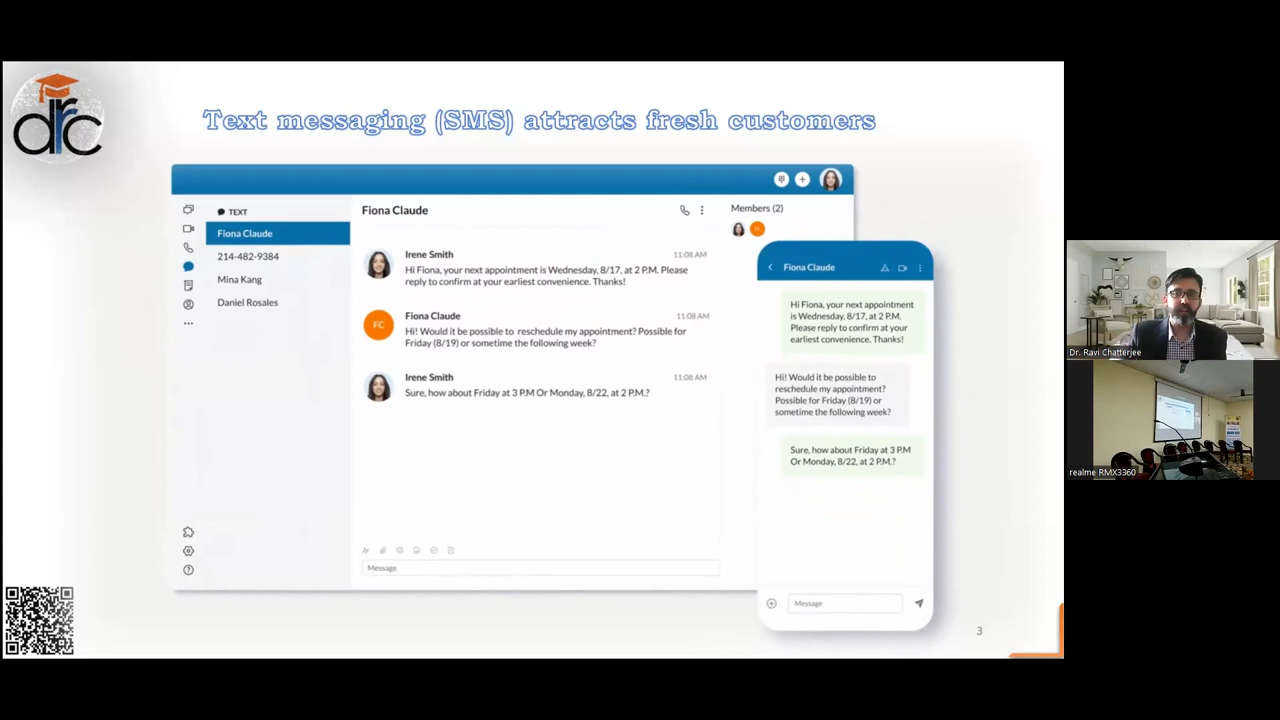 drc
Text messaging (SMS) attracts fresh customers
TEXT
Fiona Claude
214-482-9384
Mina Kang
Daniel Rosales
Fiona Claude
Irene Smith
11:08 AM
Hi Fiona, your next appointment is Wednesday, 8/17, at 2 P.M. Please
reply to confirm at your earliest convenience. Thanks!
FC
Fiona Claude
11:08 AM
Hi! Would it be possible to reschedule my appointment? Possible for
Friday (8/19) or sometime the following week?
Irene Smith
11:08 AM
Sure, how about Friday at 3 P.M Or Monday, 8/22, at 2 P.M.?
Message
Members (2)
Fiona Claude
Hi Fiona, your next appointment
is Wednesday, 8/17, at 2 P.M.
Please reply to confirm at your
earliest convenience. Thanks!
Hi! Would it be possible to
reschedule my appointment?
Possible for Friday (8/19) or
sometime the following week?
Sure, how about Friday at 3 P.M
Or Monday, 8/22, at 2 P.M.?
Message
3
Dr. Ravi Chatterjee
realme RMX3360